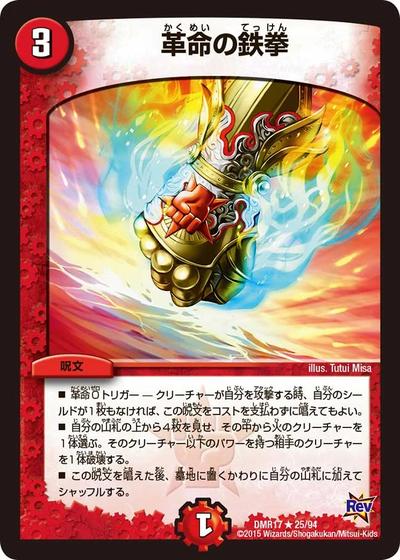 3
かくめい てっけん
革命の鉄拳
illus. Tutui Misa
呪文
■ 革命0トリガー ― クリーチャーが自分を攻撃する時、自分のシー
ルドが1枚もなければ、この呪文をコストを支払わずに唱えてもよい。
■ 自分の山札の上から4枚を見せ、その中から火のクリーチャーを
1体選ぶ。そのクリーチャー以下のパワーを持つ相手のクリーチャー
を1体破壊する。
■ この呪文を唱えた後、墓地に置くかわりに自分の山札に加えて
シャッフルする。
1
DMR17 ★ 25/94
©2015 Wizards/Shogakukan/Mitsui-Kids
Rev